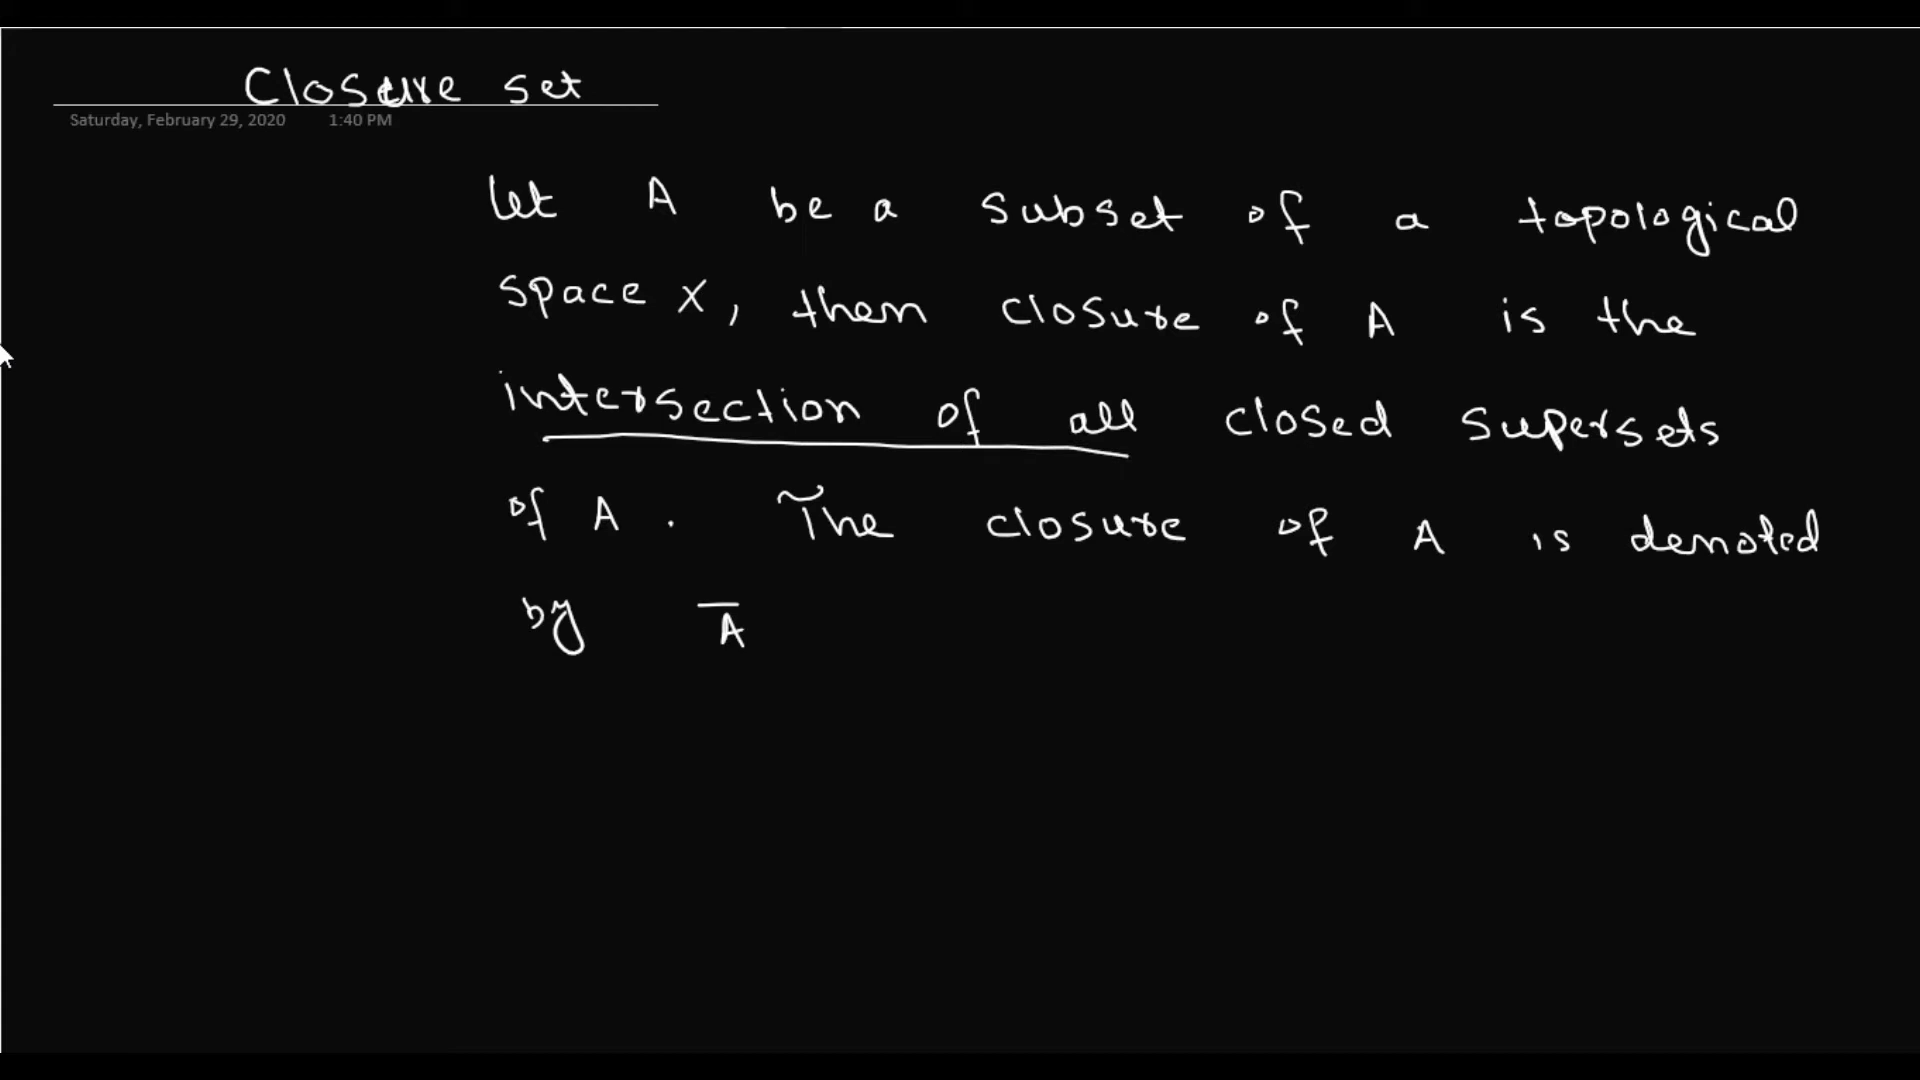 Closure set
Saturday, February 29, 2020 1:40 PM
Let A be a subset of a topological
space X, then closure of A is the
intersection of all closed supersets
of A. The closure of A is denoted
by A̅